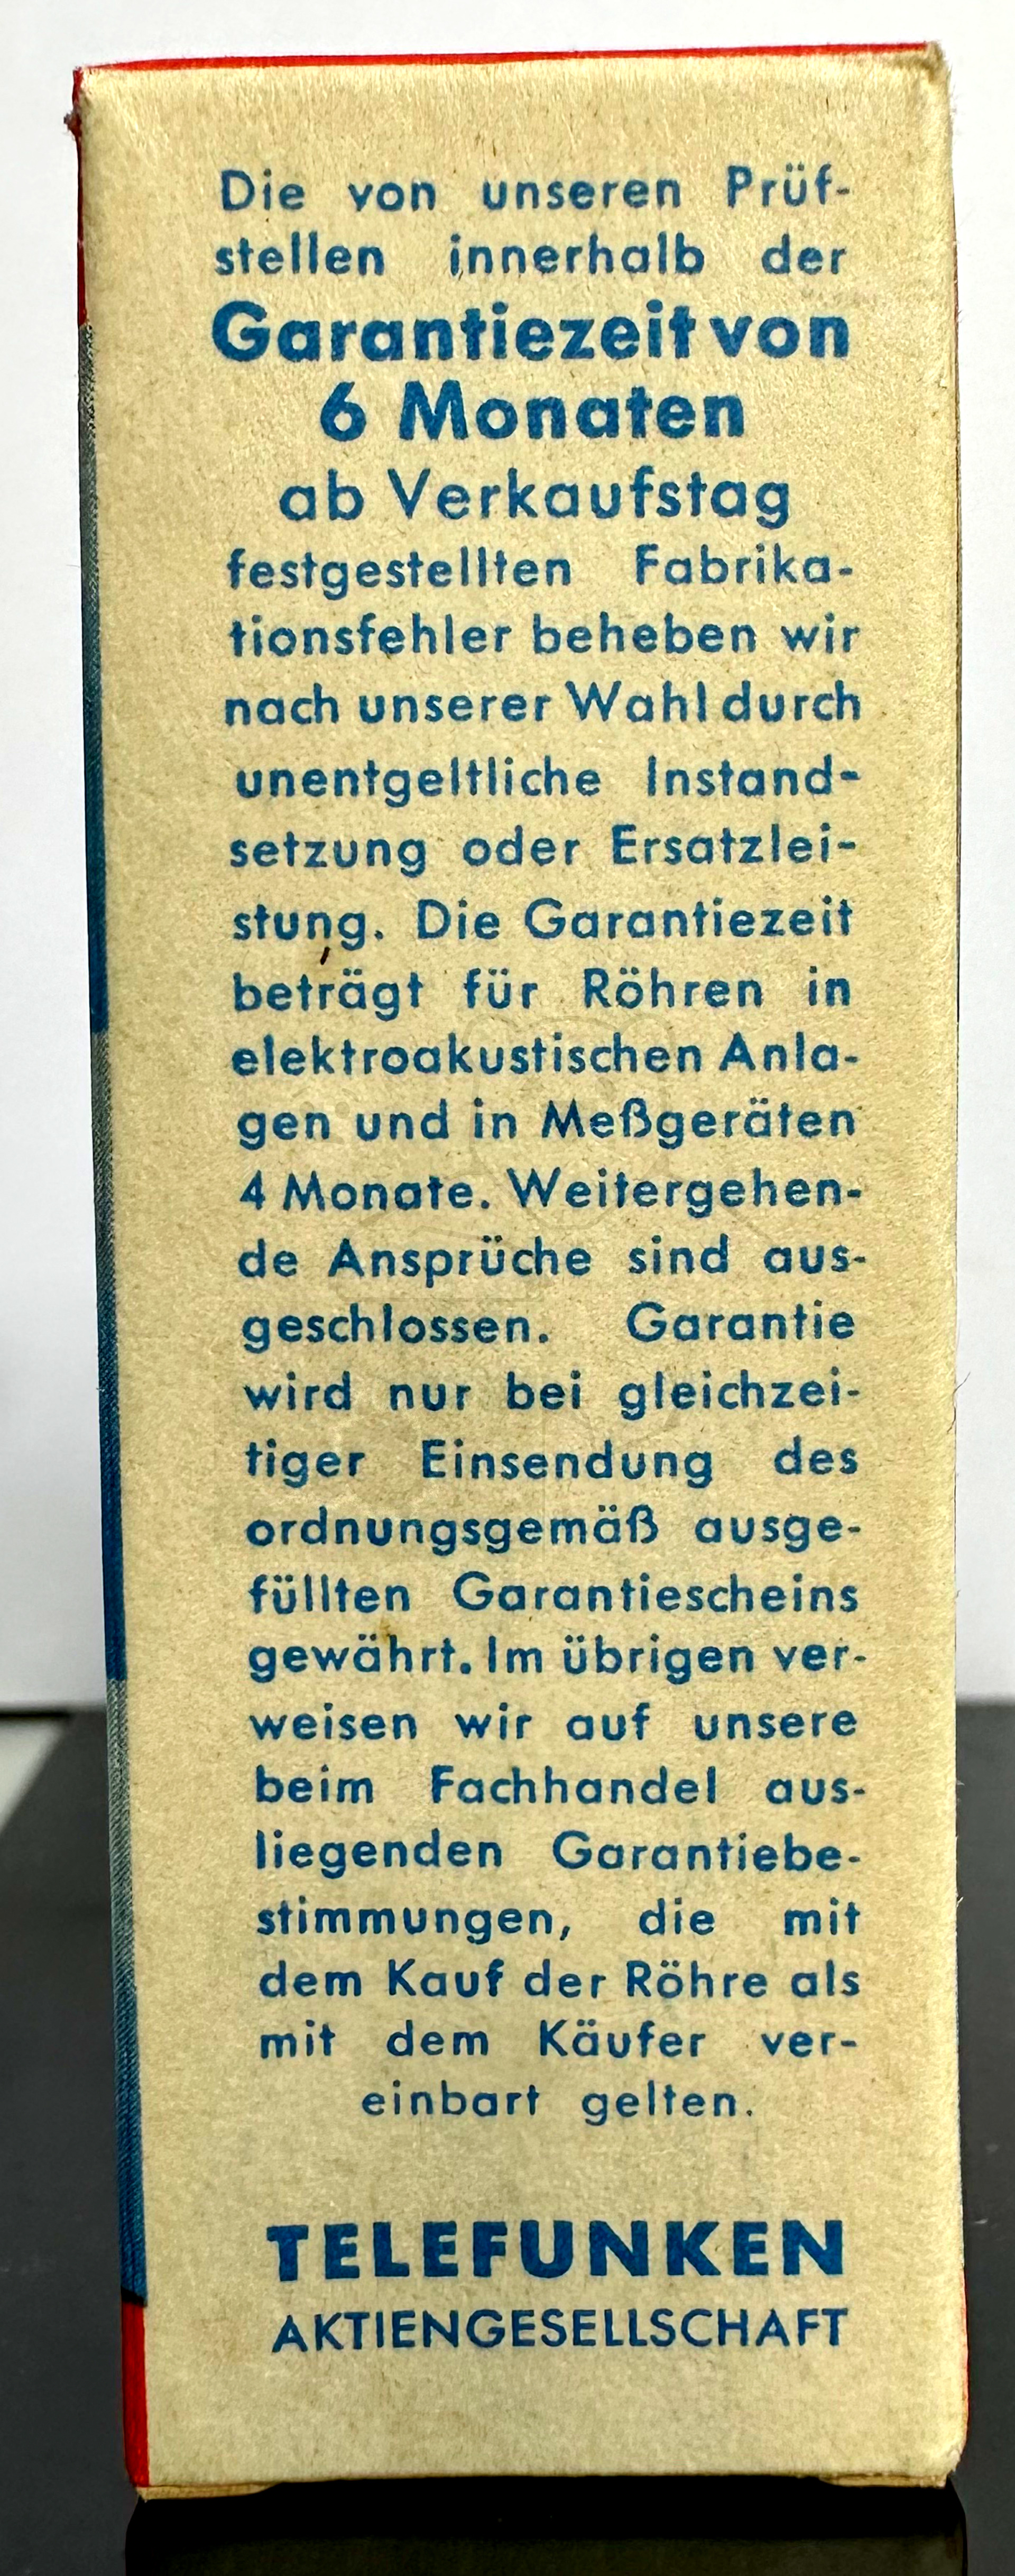 Die von unseren Prüf-
stellen innerhalb der
Garantiezeit von
6 Monaten
ab Verkaufstag
festgestellten Fabrika-
tionsfehler beheben wir
nach unserer Wahl durch
unentgeltliche Instand-
setzung oder Ersatzlei-
stung. Die Garantiezeit
beträgt für Röhren in
elektroakustischen Anla-
gen und in Meßgeräten
4 Monate. Weitergehen-
de Ansprüche sind aus-
geschlossen. Garantie
wird nur bei gleichzei-
tiger Einsendung des
ordnungsgemäß ausge-
füllten Garantiescheins
gewährt. Im übrigen ver-
weisen wir auf unsere
beim Fachhandel aus-
liegenden Garantiebe-
stimmungen, die mit
dem Kauf der Röhre als
mit dem Käufer ver-
einbart gelten.
TELEFUNKEN
AKTIENGESELLSCHAFT